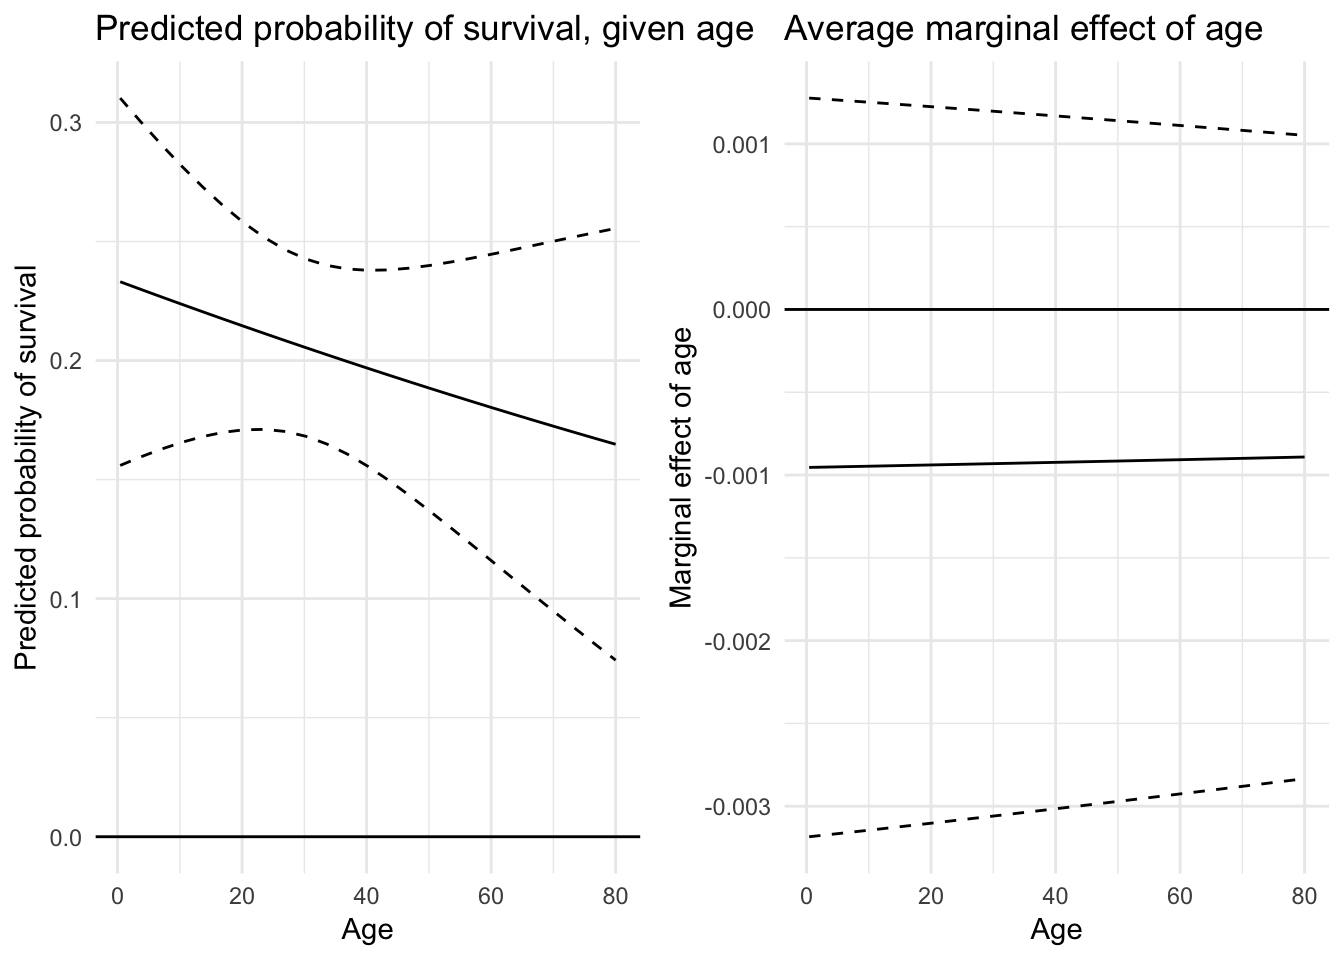 Predicted probability of survival, given age
Predicted probability of survival
0.3
0.2
0.1
0.0
0 20 40 60 80
Age
Average marginal effect of age
Marginal effect of age
0.001
0.000
-0.001
-0.002
-0.003
0 20 40 60 80
Age